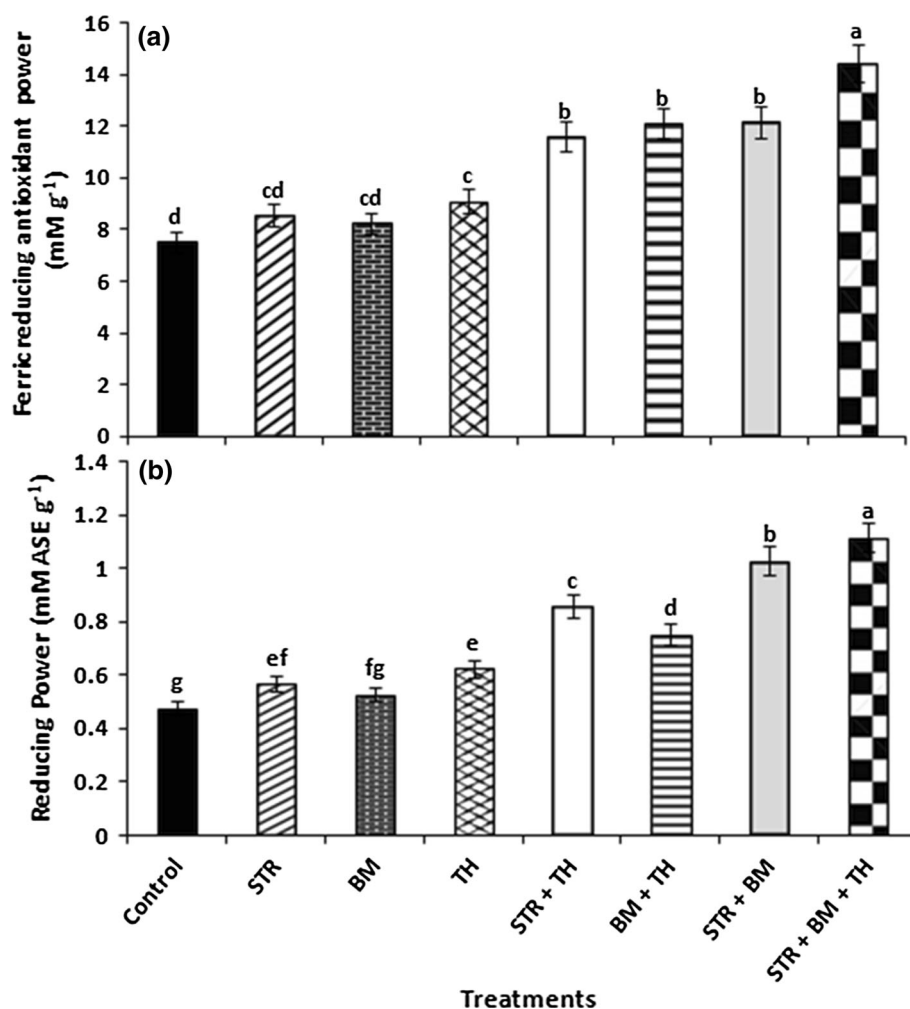 (a)
Ferric reducing antioxidant power
(mM g-1)
16
14
12
10
8
6
4
2
0
d
cd
cd
c
b
b
b
a
(b)
Reducing Power (mM ASE g-1)
1.4
1.2
1
0.8
0.6
0.4
0.2
0
g
ef
fg
e
c
d
b
a
Control
STR
BM
TH
STR + TH
BM + TH
STR + BM
STR + BM + TH
Treatments